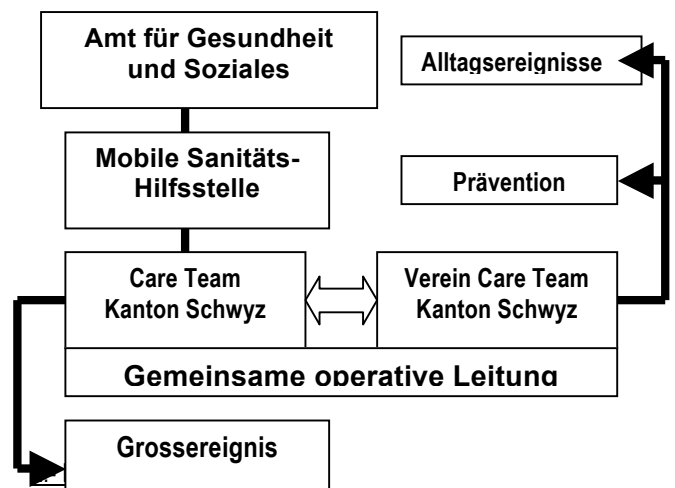 Amt für Gesundheit
und Soziales
Alltagsereignisse
Mobile Sanitäts-
Hilfsstelle
Prävention
Care Team
Kanton Schwyz
Verein Care Team
Kanton Schwyz
Gemeinsame operative Leitung
Grossereignis